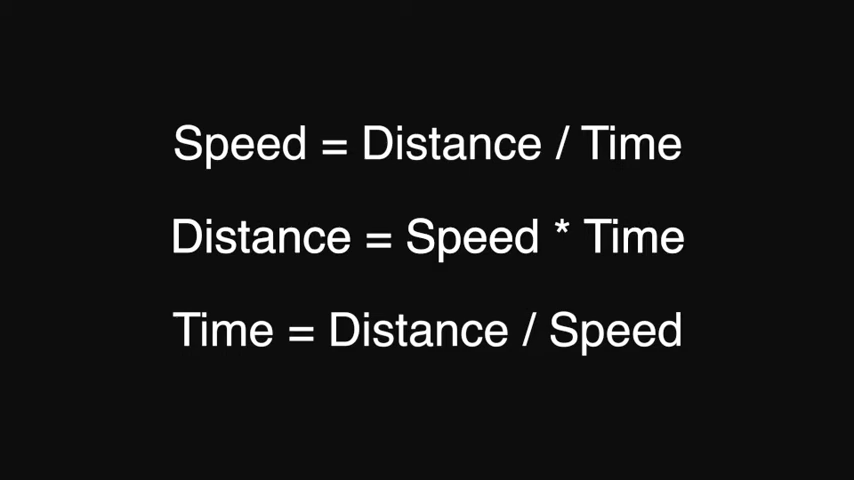 Speed = Distance / Time
Distance = Speed * Time
Time = Distance / Speed